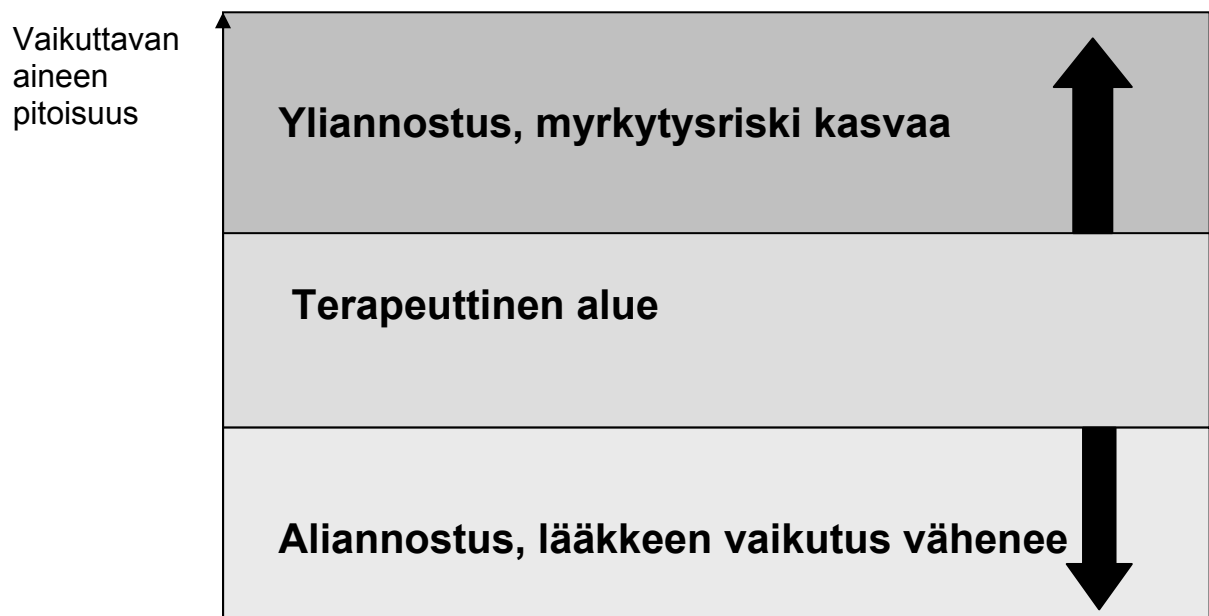 Vaikuttavan
aineen
pitoisuus
Yliannostus, myrkytysriski kasvaa
Terapeuttinen alue
Aliannostus, lääkkeen vaikutus vähenee